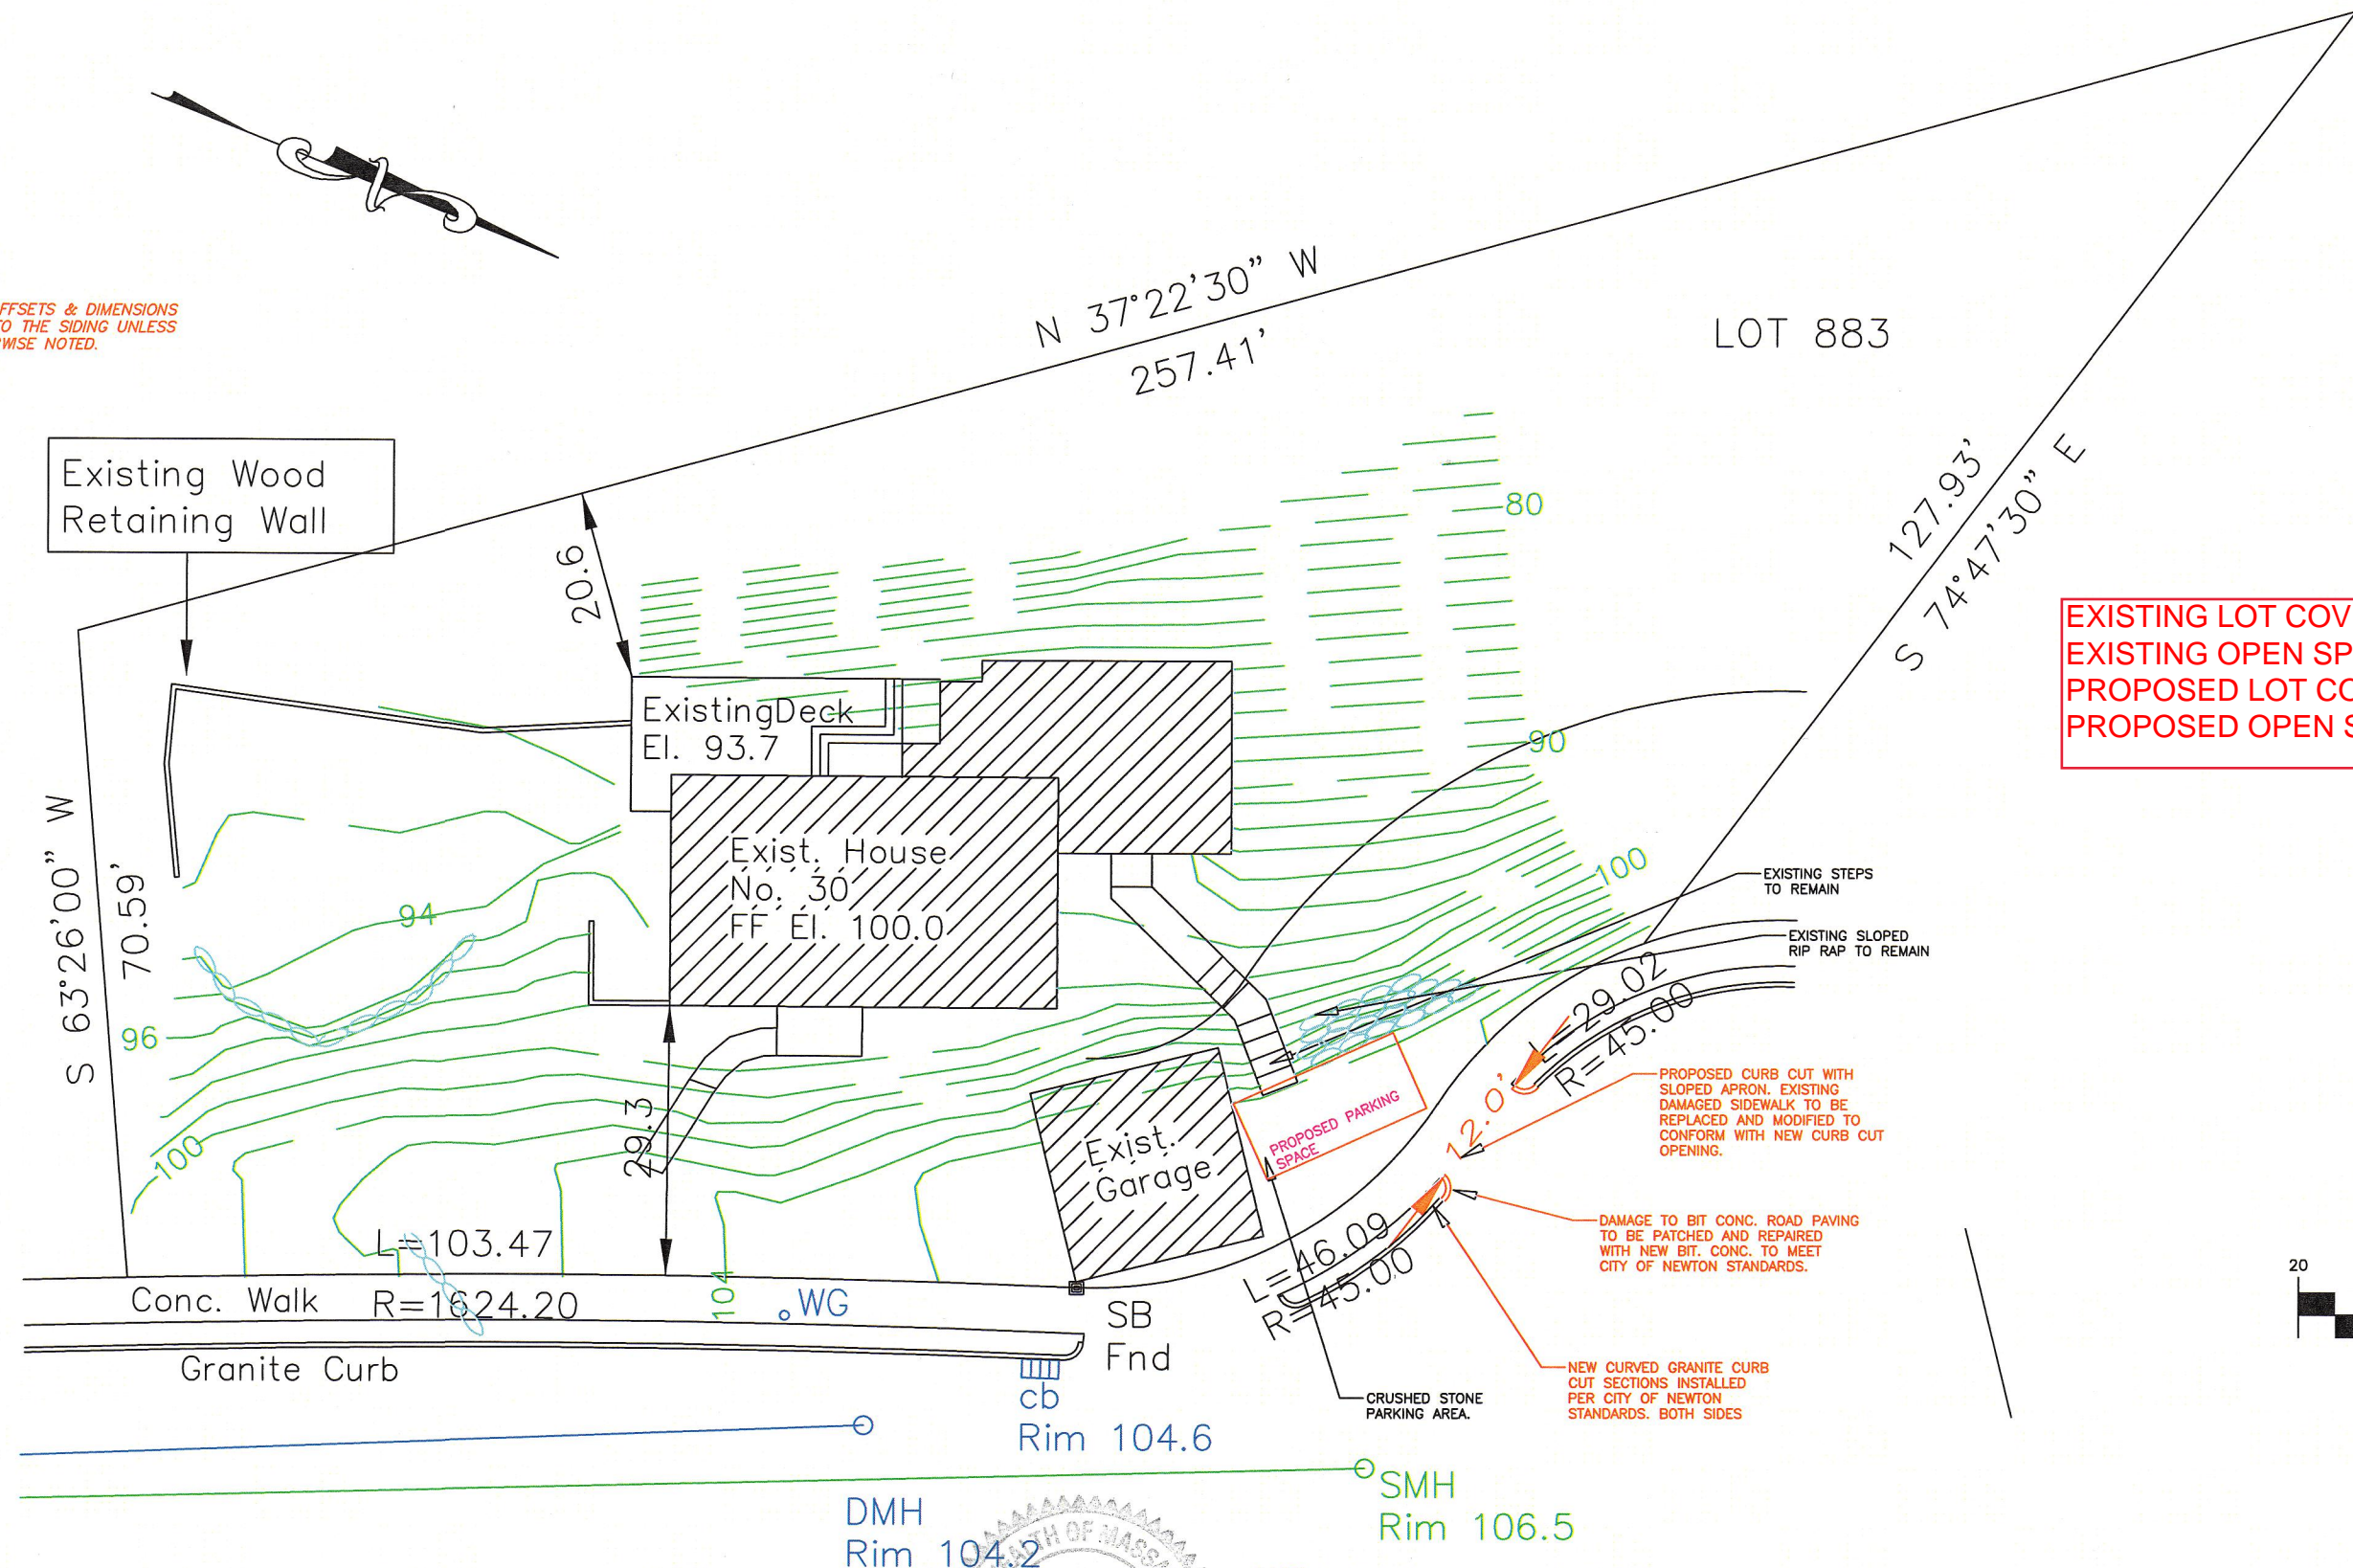 FFSETS & DIMENSIONS
TO THE SIDING UNLESS
WISE NOTED.
N 37°22'30" W
257.41'
LOT 883
127.93'
S 74°47'30" E
Existing Wood
Retaining Wall
20.6
80
90
100
EXISTING LOT COV
EXISTING OPEN SP
PROPOSED LOT CO
PROPOSED OPEN S
ExistingDeck
El. 93.7
Exist. House
No. 30
FF El. 100.0
S 63°26'00" W
70.59'
94
96
100
29.3
EXISTING STEPS
TO REMAIN
EXISTING SLOPED
RIP RAP TO REMAIN
L=29.02
R=45.00
12.0'
PROPOSED CURB CUT WITH
SLOPED APRON. EXISTING
DAMAGED SIDEWALK TO BE
REPLACED AND MODIFIED TO
CONFORM WITH NEW CURB CUT
OPENING.
PROPOSED PARKING
SPACE
Exist.
Garage
DAMAGE TO BIT CONC. ROAD PAVING
TO BE PATCHED AND REPAIRED
WITH NEW BIT. CONC. TO MEET
CITY OF NEWTON STANDARDS.
L=46.09
R=45.00
L=103.47
Conc. Walk
R=1624.20
104
WG
SB
Fnd
Granite Curb
cb
Rim 104.6
CRUSHED STONE
PARKING AREA.
NEW CURVED GRANITE CURB
CUT SECTIONS INSTALLED
PER CITY OF NEWTON
STANDARDS. BOTH SIDES
20
SMH
Rim 106.5
DMH
Rim 104.2
OF MASS